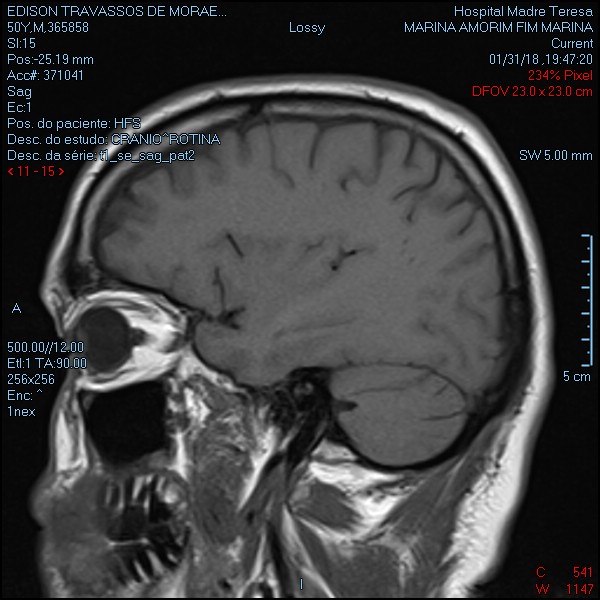 EDISON TRAVASSOS DE MORAE...
50Y,M,365858
Sl:15
Pos:-25.19 mm
Acc#: 371041
Sag
Ec:1
Pos. do paciente: HFS
Desc. do estudo: CRANIO^ROTINA
Desc. da série: t1_se_sag_pat2
< 11 - 15 >
Lossy
Hospital Madre Teresa
MARINA AMORIM FIM MARINA
Current
01/31/18 ,19:47:20
234% Pixel
DFOV 23.0 x 23.0 cm
SW 5.00 mm
A
500.00//12.00
Etl:1 TA:90.00
256x256
Enc: ^
1nex
5 cm
I
C 541
W 1147